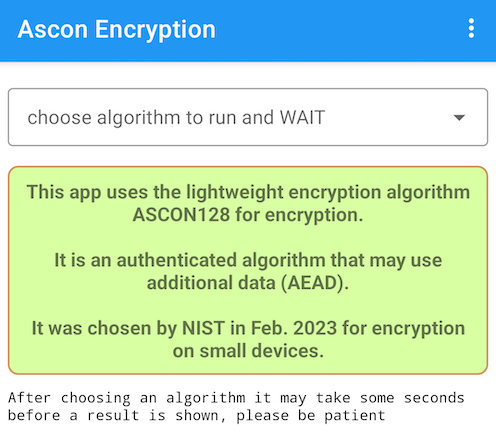 Ascon Encryption
choose algorithm to run and WAIT
This app uses the lightweight encryption algorithm
ASCON128 for encryption.
It is an authenticated algorithm that may use
additional data (AEAD).
It was chosen by NIST in Feb. 2023 for encryption
on small devices.
After choosing an algorithm it may take some seconds
before a result is shown, please be patient